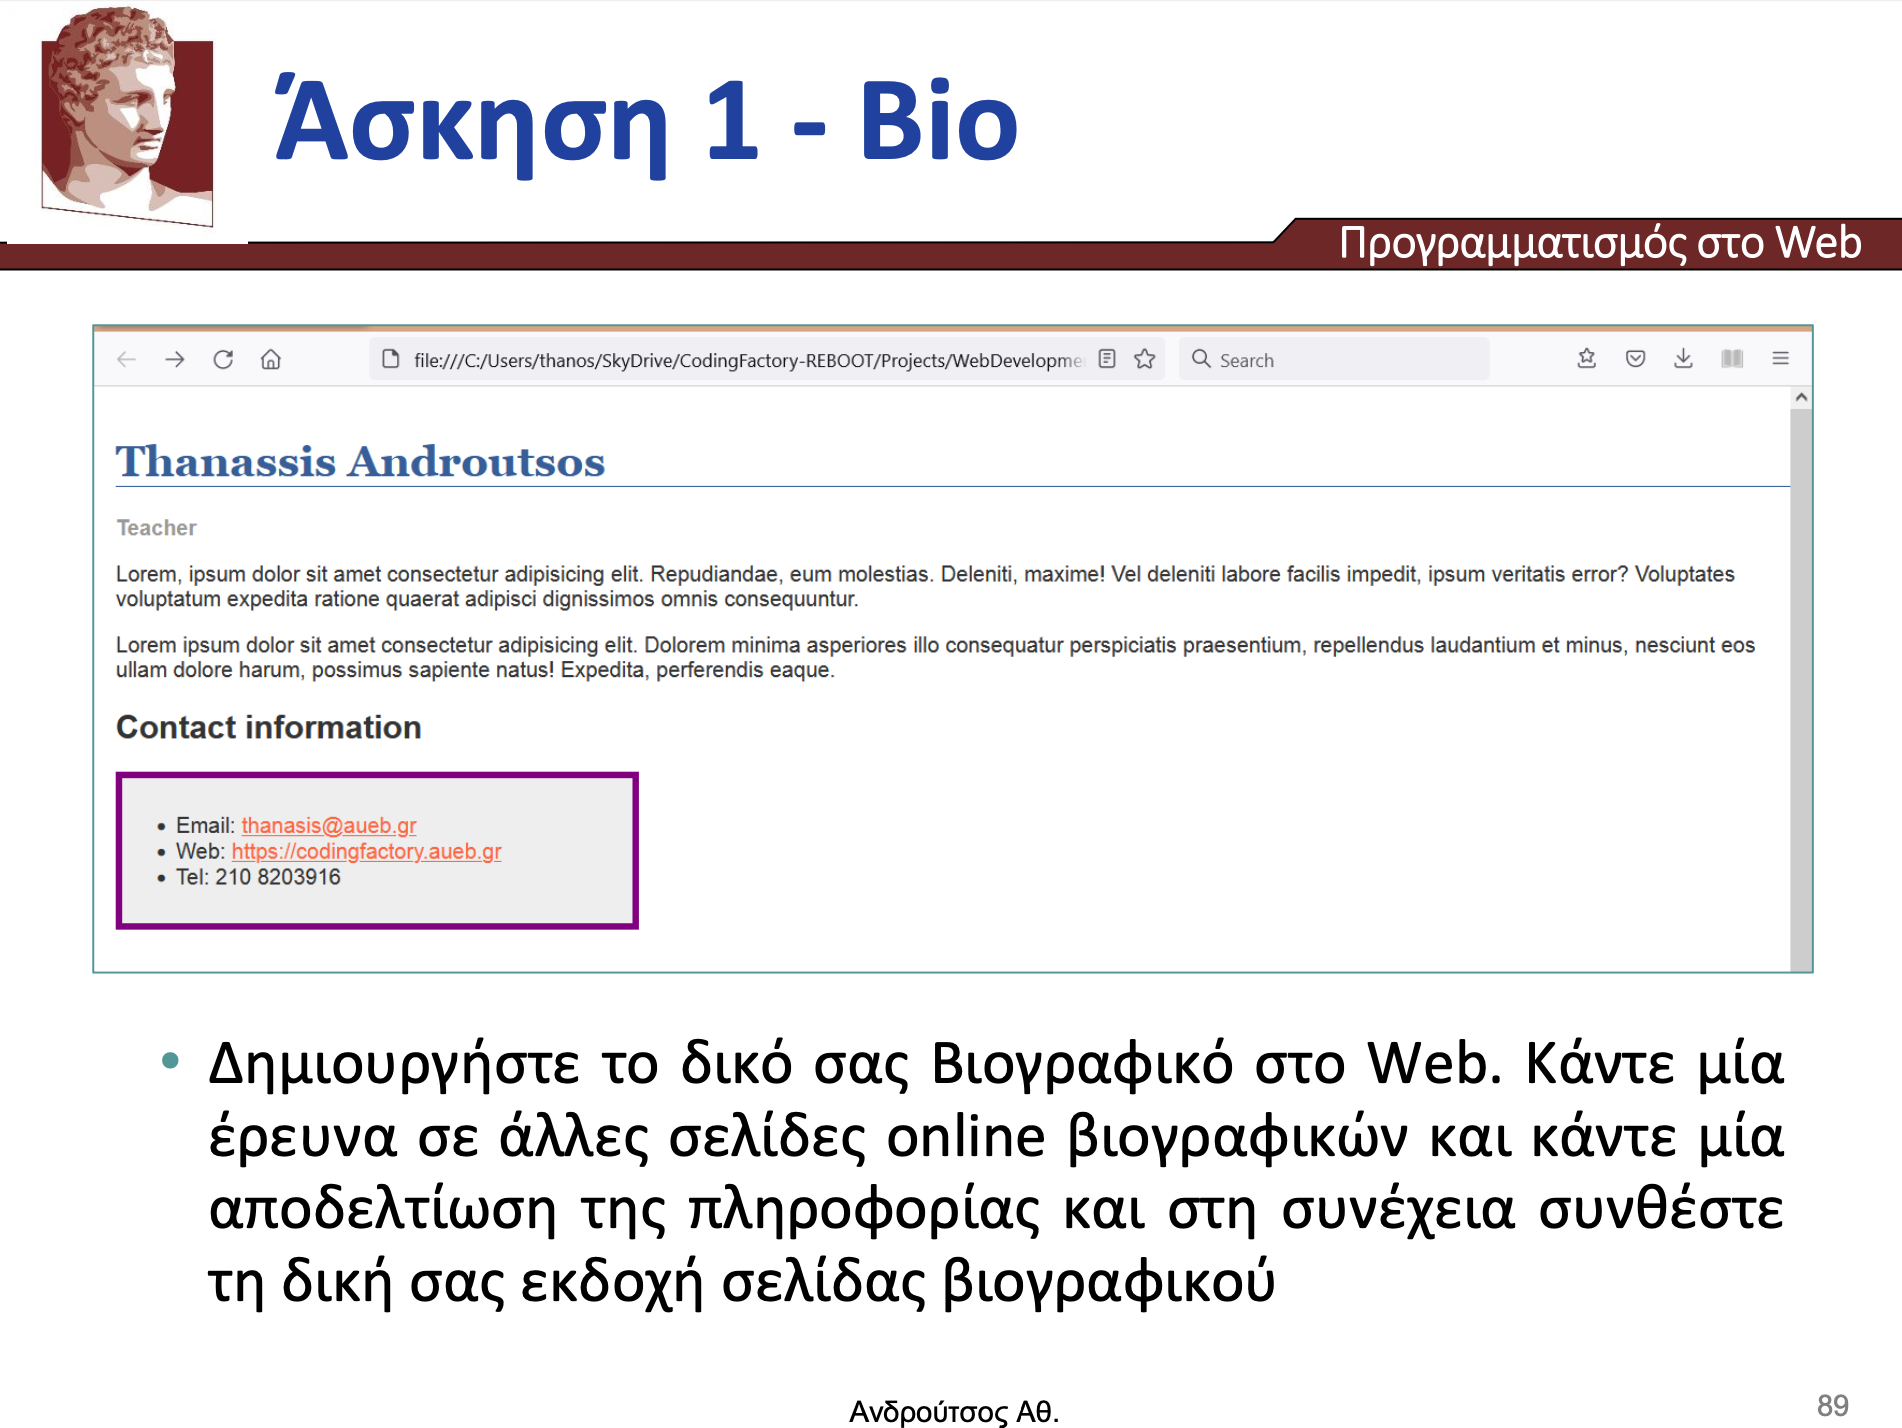 Άσκηση 1 - Bio
Προγραμματισμός στο Web
file:///C:/Users/thanos/SkyDrive/CodingFactory-REBOOT/Projects/WebDevelopme
Search
Thanassis Androutsos
Teacher
Lorem, ipsum dolor sit amet consectetur adipisicing elit. Repudiandae, eum molestias. Deleniti, maxime! Vel deleniti labore facilis impedit, ipsum veritatis error? Voluptates
voluptatum expedita ratione quaerat adipisci dignissimos omnis consequuntur.
Lorem ipsum dolor sit amet consectetur adipisicing elit. Dolorem minima asperiores illo consequatur perspiciatis praesentium, repellendus laudantium et minus, nesciunt eos
ullam dolore harum, possimus sapiente natus! Expedita, perferendis eaque.
Contact information
• Email: thanasis@aueb.gr
• Web: https://codingfactory.aueb.gr
• Tel: 210 8203916
• Δημιουργήστε το δικό σας Βιογραφικό στο Web. Κάντε μία
έρευνα σε άλλες σελίδες online βιογραφικών και κάντε μία
αποδελτίωση της πληροφορίας και στη συνέχεια συνθέστε
τη δική σας εκδοχή σελίδας βιογραφικού
Ανδρούτσος Αθ.
89